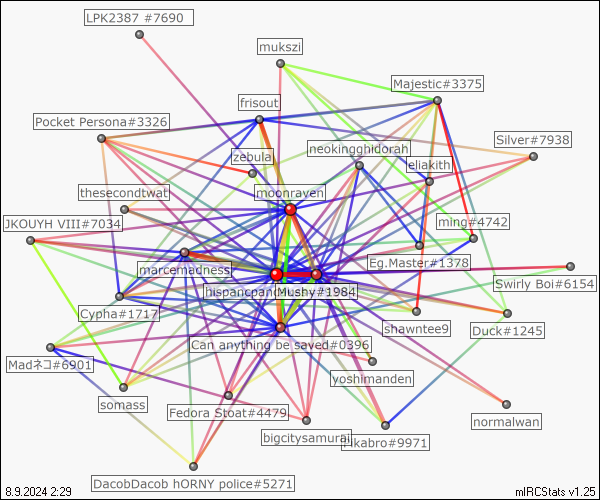 LPK2387 #7690
mukszi
Majestic#3375
frisout
Pocket Persona#3326
Silver#7938
neokingghidorah
zebula
eliakith
thesecondtwat
moonraven
JKOUYH VIII#7034
ming#4742
Eg.Master#1378
marcemadness
Swirly Boi#6154
hispancpan
Mushy#1984
Cypha#1717
shawntee9
Duck#1245
Can anything be saved#0396
Madネコ#6901
yoshimanden
somass
Fedora Stoat#4479
normalwan
bigcitysamurai
Hikabro#9971
DacobDacob hORNY police#5271
8.9.2024 2:29
mIRCStats v1.25